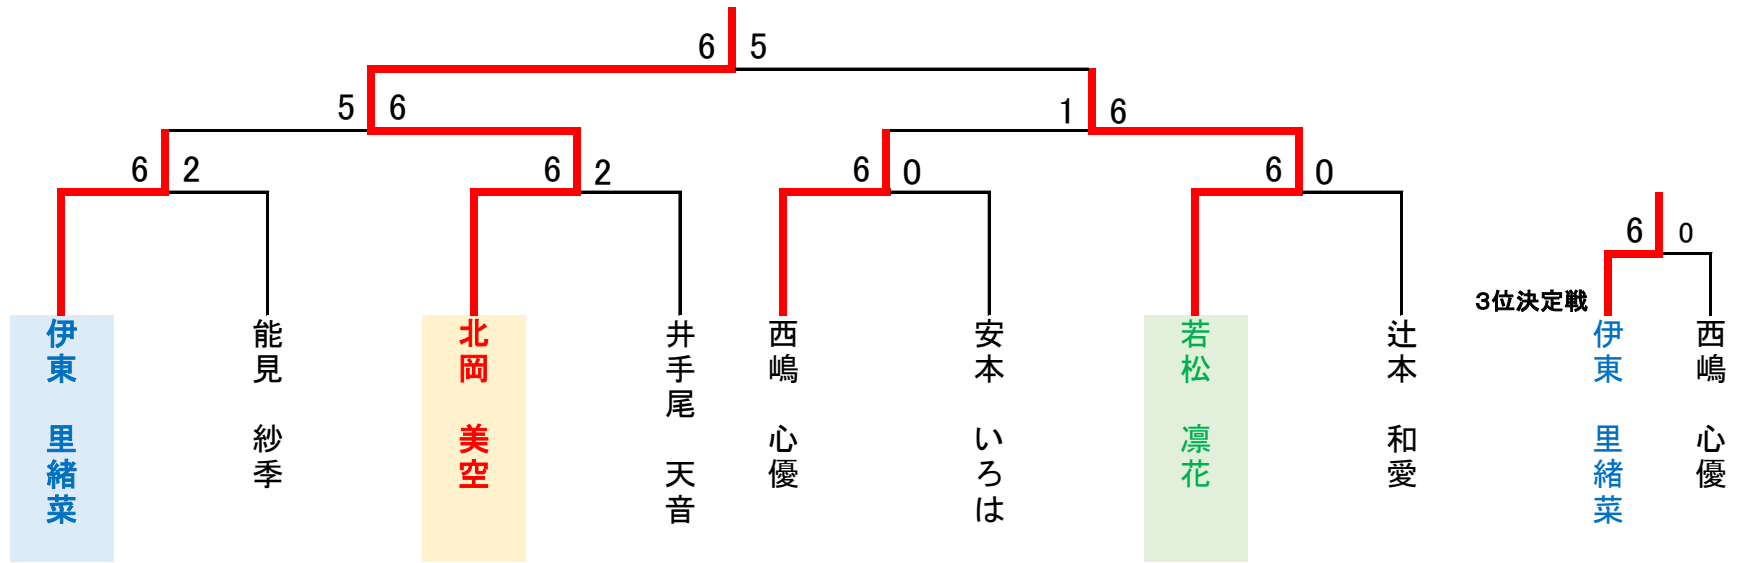 6 5
5 6
1 6
6 2
6 2
6 0
6 0
6 0
3位決定戦
伊東 里緒菜
能見 紗季
北岡 美空
井手尾 天音
西嶋 心優
安本 いろは
若松 凛花
辻本 和愛
伊東 里緒菜
西嶋 心優